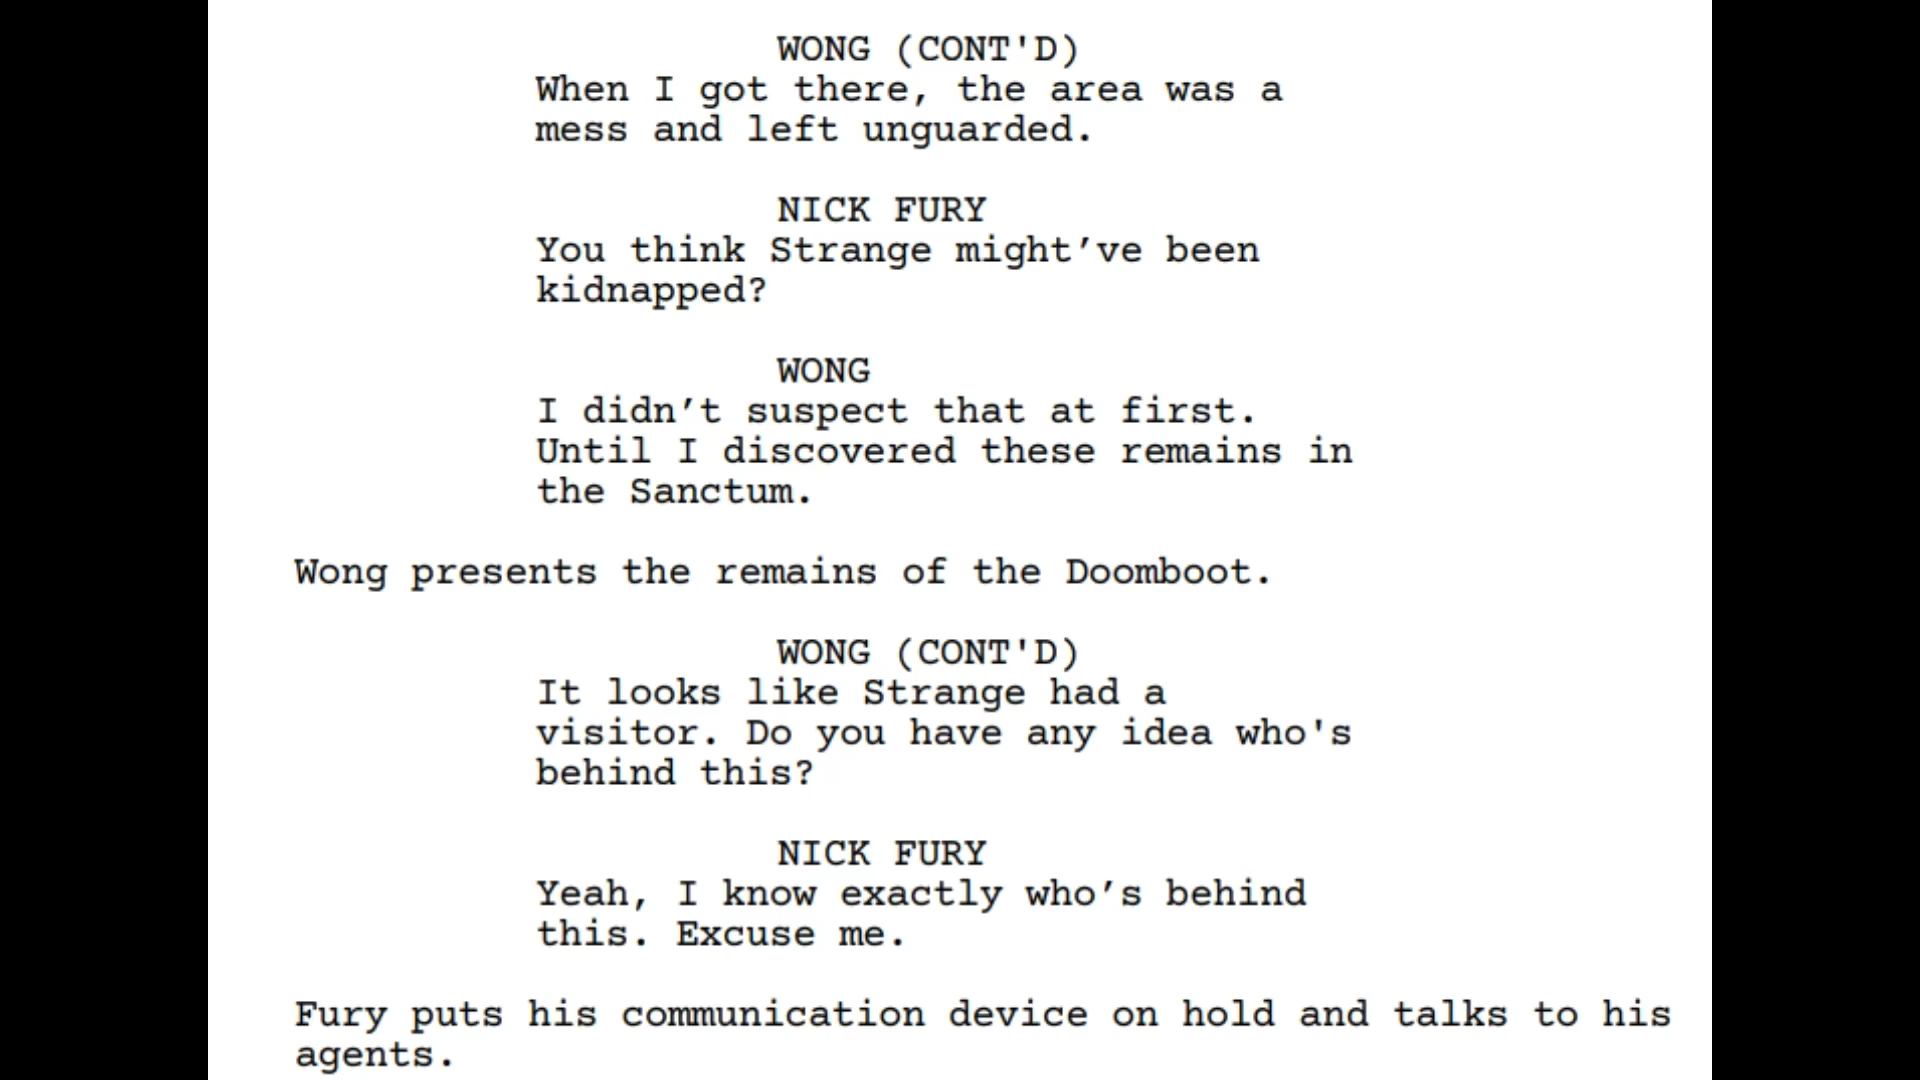 WONG (CONT'D)
When I got there, the area was a
mess and left unguarded.
NICK FURY
You think Strange might’ve been
kidnapped?
WONG
I didn’t suspect that at first.
Until I discovered these remains in
the Sanctum.
Wong presents the remains of the Doomboot.
WONG (CONT'D)
It looks like Strange had a
visitor. Do you have any idea who's
behind this?
NICK FURY
Yeah, I know exactly who’s behind
this. Excuse me.
Fury puts his communication device on hold and talks to his
agents.